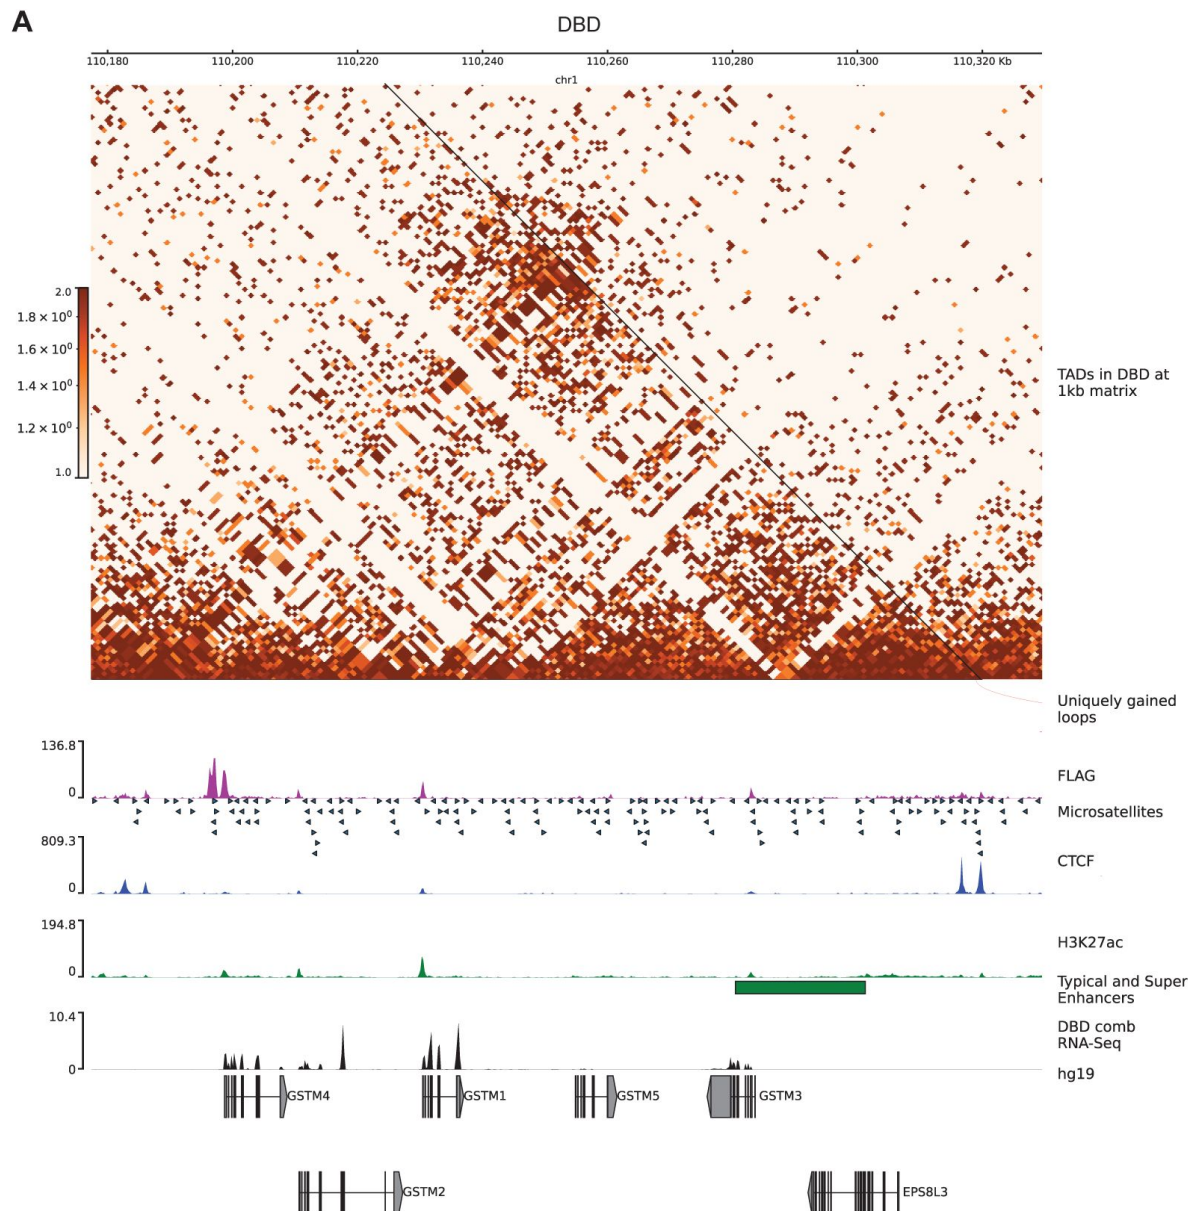 A
DBD
110,180 110,200 110,220 110,240 110,260 110,280 110,300 110,320 Kb
chr1
2.0
1.8 × 10⁰
1.6 × 10⁰
1.4 × 10⁰
1.2 × 10⁰
1.0
TADs in DBD at
1kb matrix
Uniquely gained
loops
136.8
0
FLAG
Microsatellites
809.3
0
CTCF
194.8
0
H3K27ac
Typical and Super
Enhancers
10.4
0
DBD comb
RNA-Seq
hg19
GSTM4 GSTM1 GSTM5 GSTM3
GSTM2 EPS8L3